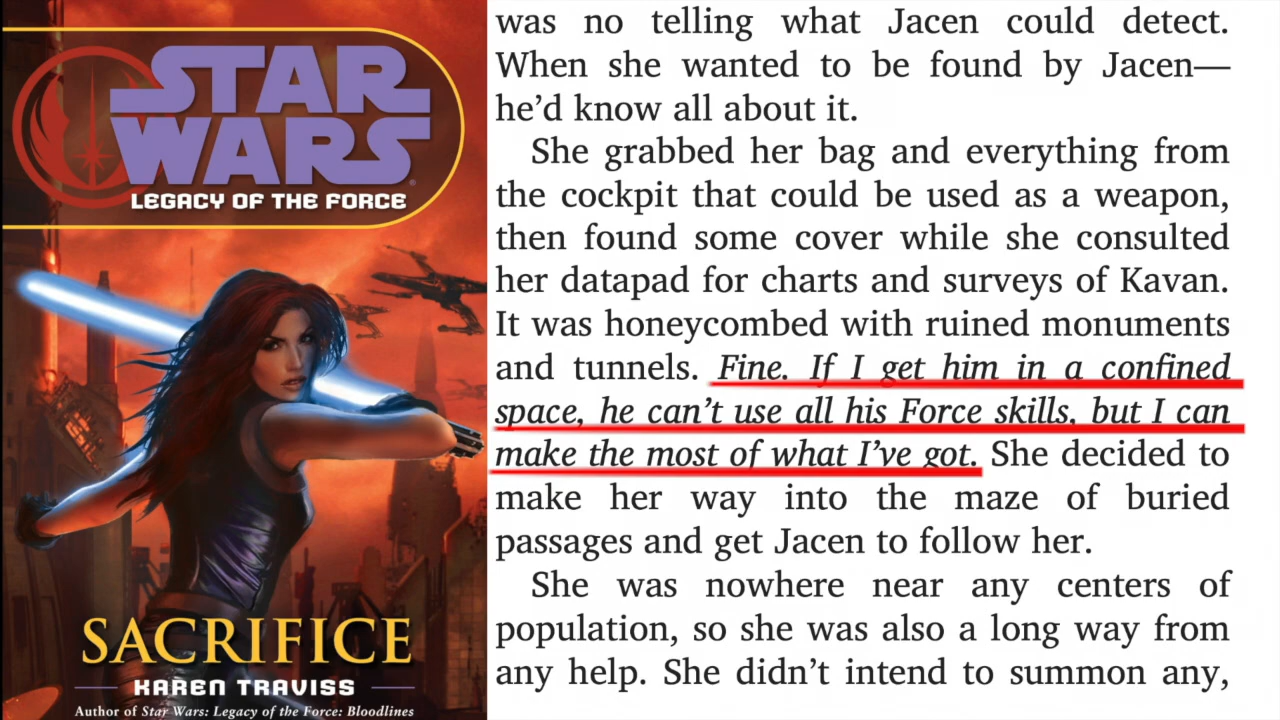 STAR
WARS
LEGACY OF THE FORCE
SACRIFICE
KAREN TRAVISS
Author of Star Wars: Legacy of the Force: Bloodlines
was no telling what Jacen could detect.
When she wanted to be found by Jacen—
he’d know all about it.
She grabbed her bag and everything from
the cockpit that could be used as a weapon,
then found some cover while she consulted
her datapad for charts and surveys of Kavan.
It was honeycombed with ruined monuments
and tunnels. Fine. If I get him in a confined
space, he can’t use all his Force skills, but I can
make the most of what I’ve got. She decided to
make her way into the maze of buried
passages and get Jacen to follow her.
She was nowhere near any centers of
population, so she was also a long way from
any help. She didn’t intend to summon any,